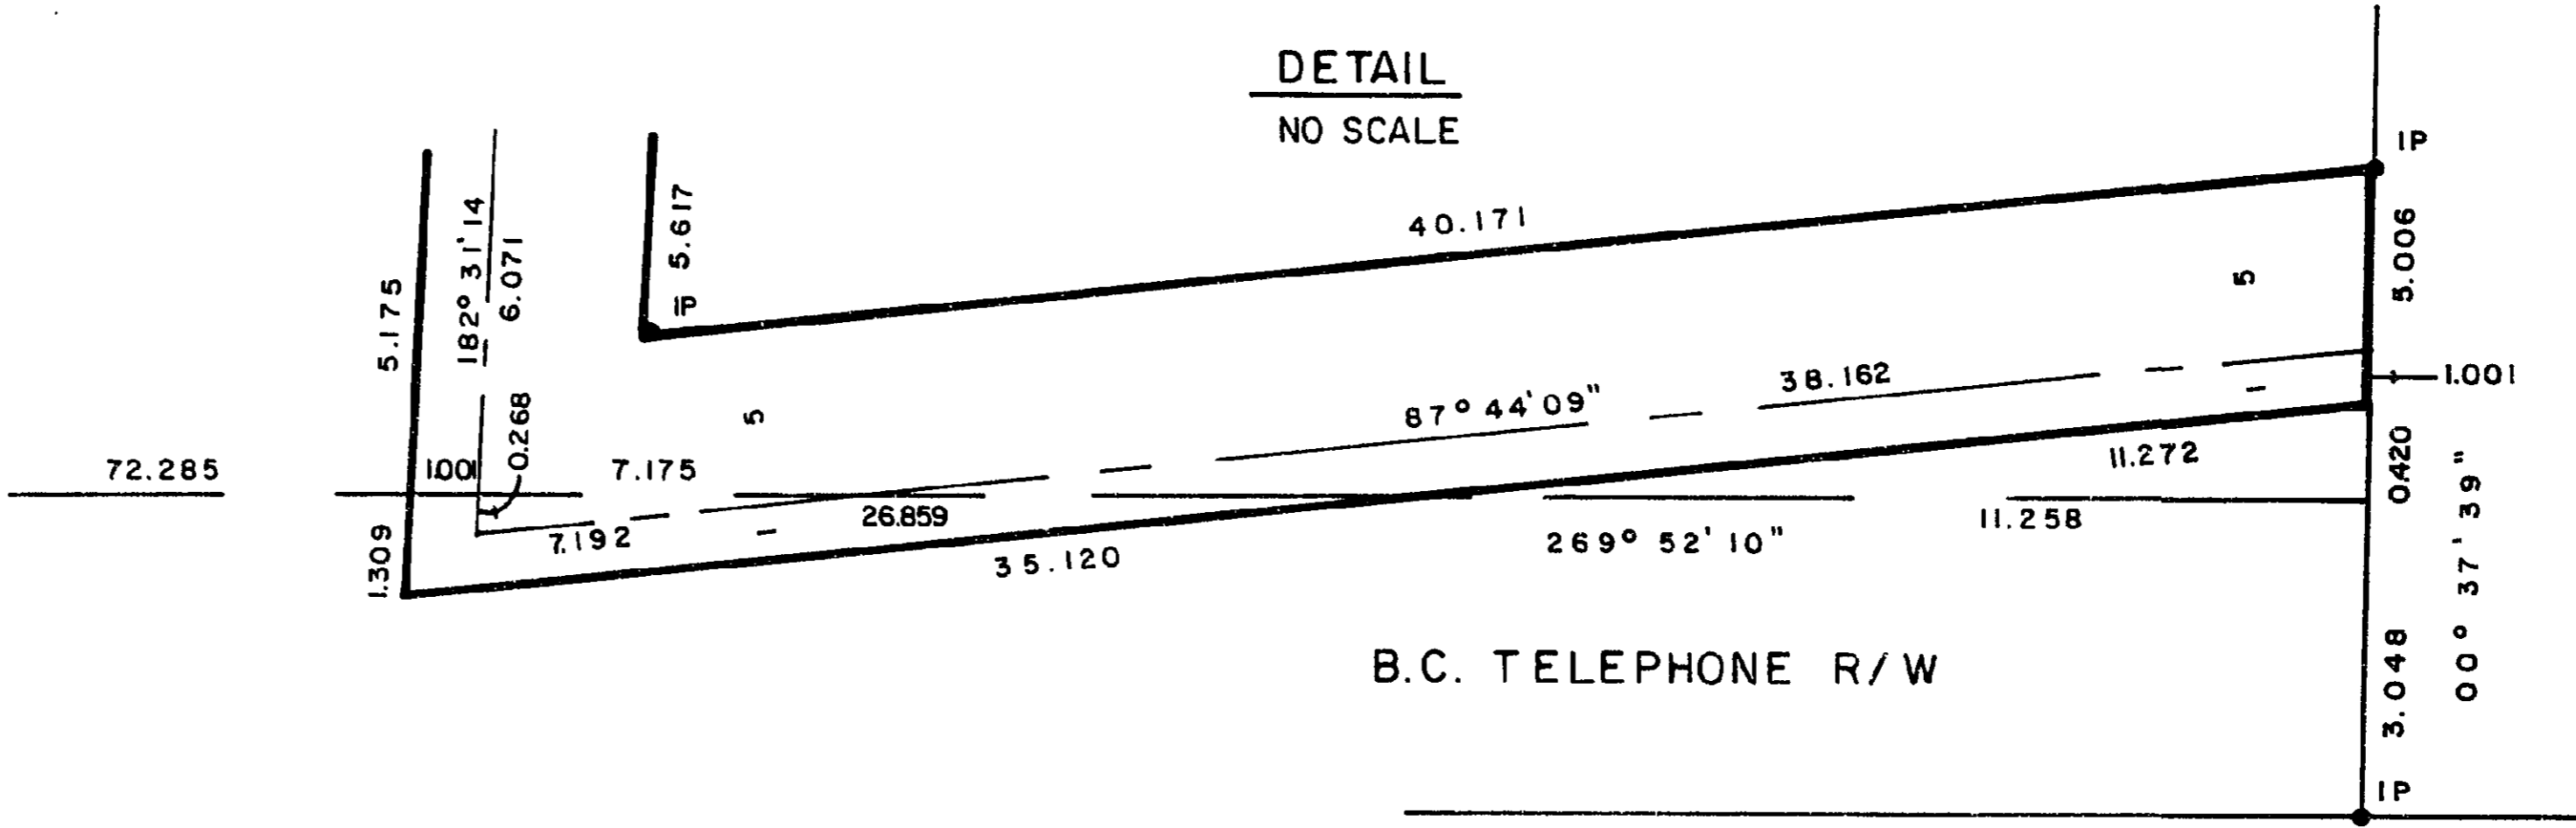 DETAIL
NO SCALE
IP
5.617
IP
40.171
5.006
5
182° 31' 14
6.071
5.175
0.268
5
87° 44' 09"
38.162
1.001
1
72.285
1.001
7.175
11.272
0.420
00° 37' 39"
26.859
11.258
7.192
1
269° 52' 10"
1.309
35.120
B.C. TELEPHONE R/W
3.048
IP